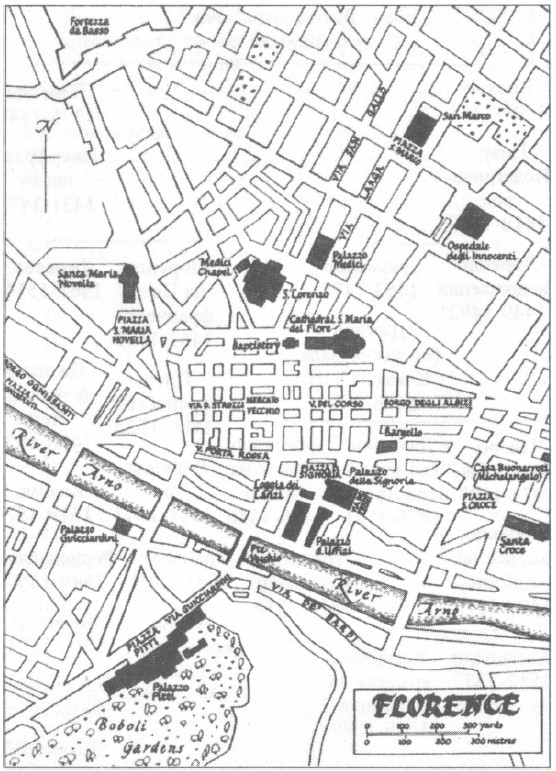 Fortezza
da Basso
N
GALLO
San Marco
PIAZZA
S. MARCO
VIA SAN
LARGA
VIA
Ospedale
degli Innocenti
Palazzo
Medici
Medici
Chapel
S. Lorenzo
Santa Maria
Novella
PIAZZA
S. MARIA
NOVELLA
Cathedral S. Maria
del Fiore
Baptistery
BORGO OGNISSANTI
PIAZZA
VIA D. STROZZI
MERCATO
VECCHIO
V. DEL CORSO
BORGO DEGLI ALBIZI
Bargello
V. PORTA ROSSA
PIAZZA D.
SIGNORIA
Palazzo
della Signoria
Loggia dei
Lanzi
Casa Buonarroti
(Michelangelo)
PIAZZA
S. CROCE
Santa
Croce
River
Arno
Palazzo
Guicciardini
Palazzo
d. Uffizi
Pte
Vecchio
River
Arno
VIA DE' BARDI
VIA GUICCIARDINI
PIAZZA
PITTI
Palazzo
Pitti
Boboli
Gardens
FLORENCE
0 100 200 300 yards
0 100 200 300 metres